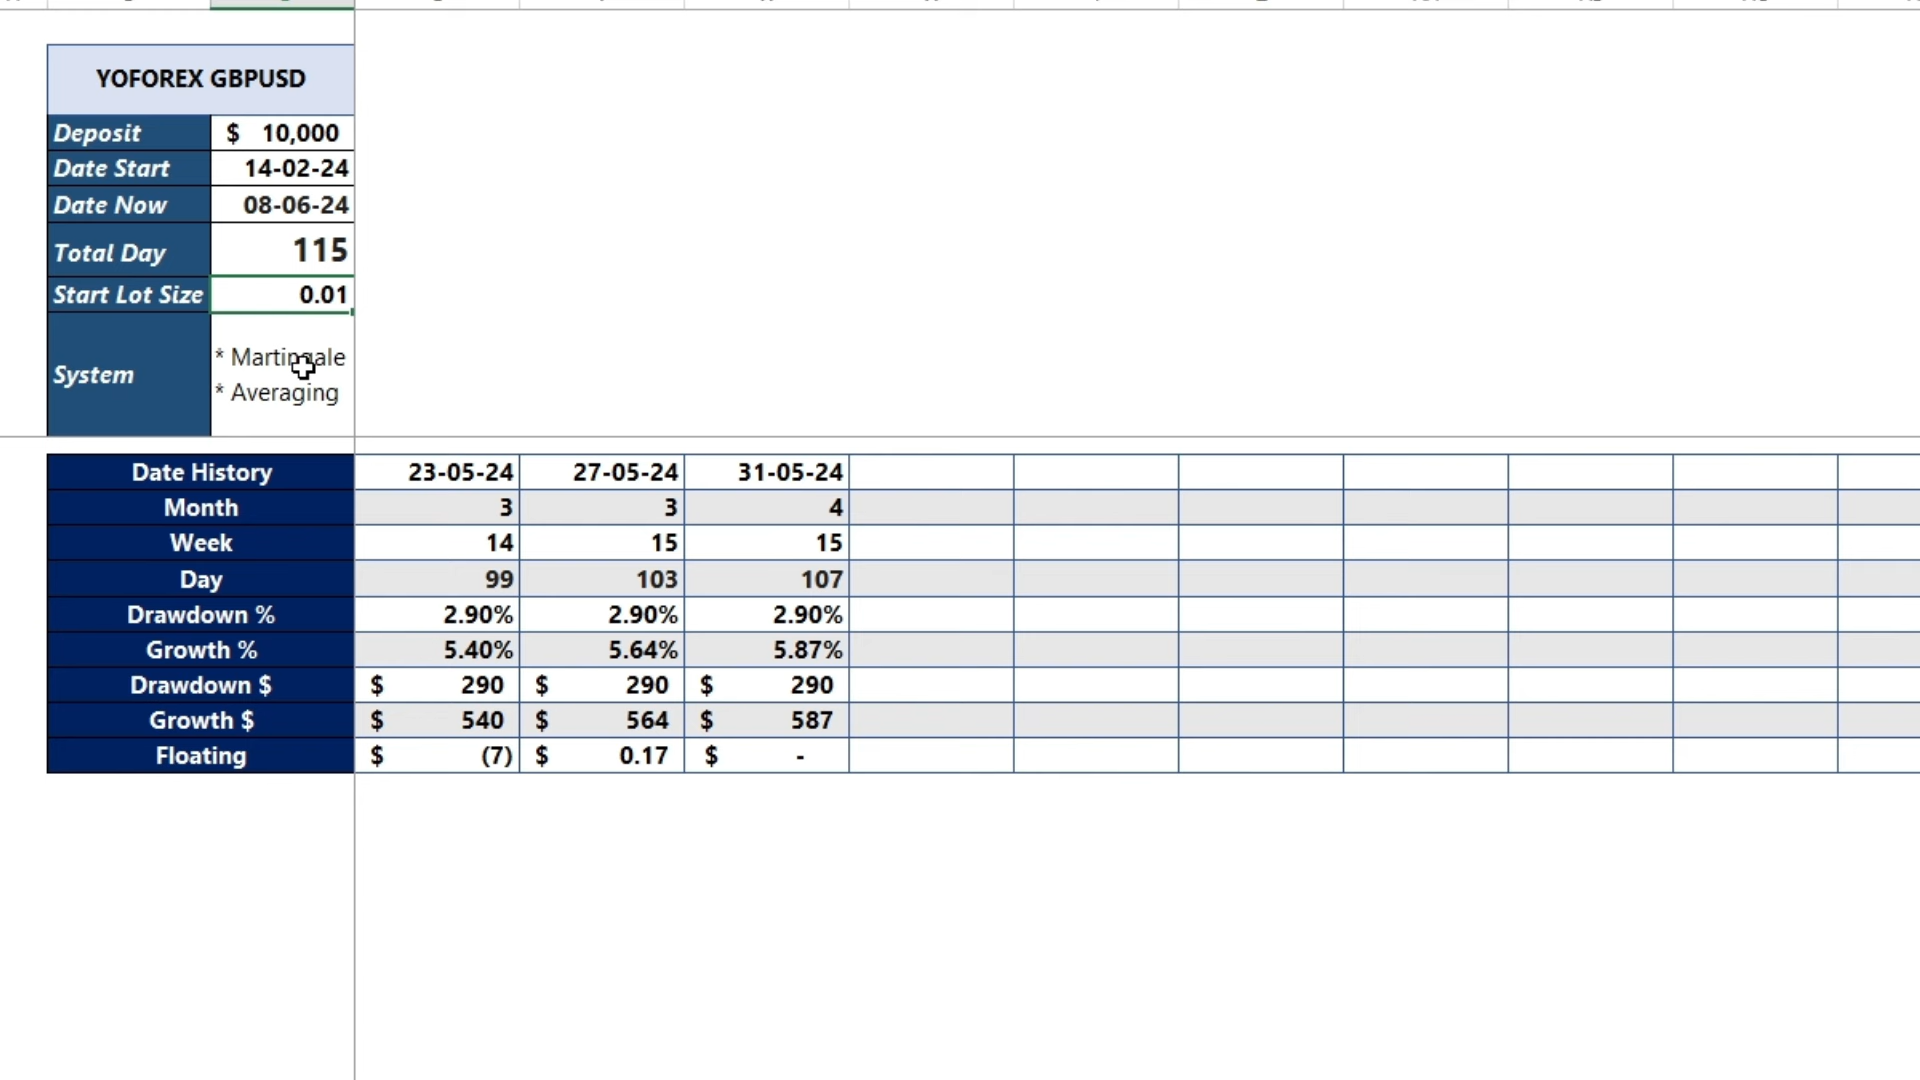 YOFOREX GBPUSD
Deposit $ 10,000
Date Start 14-02-24
Date Now 08-06-24
Total Day 115
Start Lot Size 0.01
System
* Martingale
* Averaging
Date History 23-05-24 27-05-24 31-05-24
Month 3 3 4
Week 14 15 15
Day 99 103 107
Drawdown % 2.90% 2.90% 2.90%
Growth % 5.40% 5.64% 5.87%
Drawdown $ $ 290 $ 290 $ 290
Growth $ $ 540 $ 564 $ 587
Floating $ (7) $ 0.17 $ -